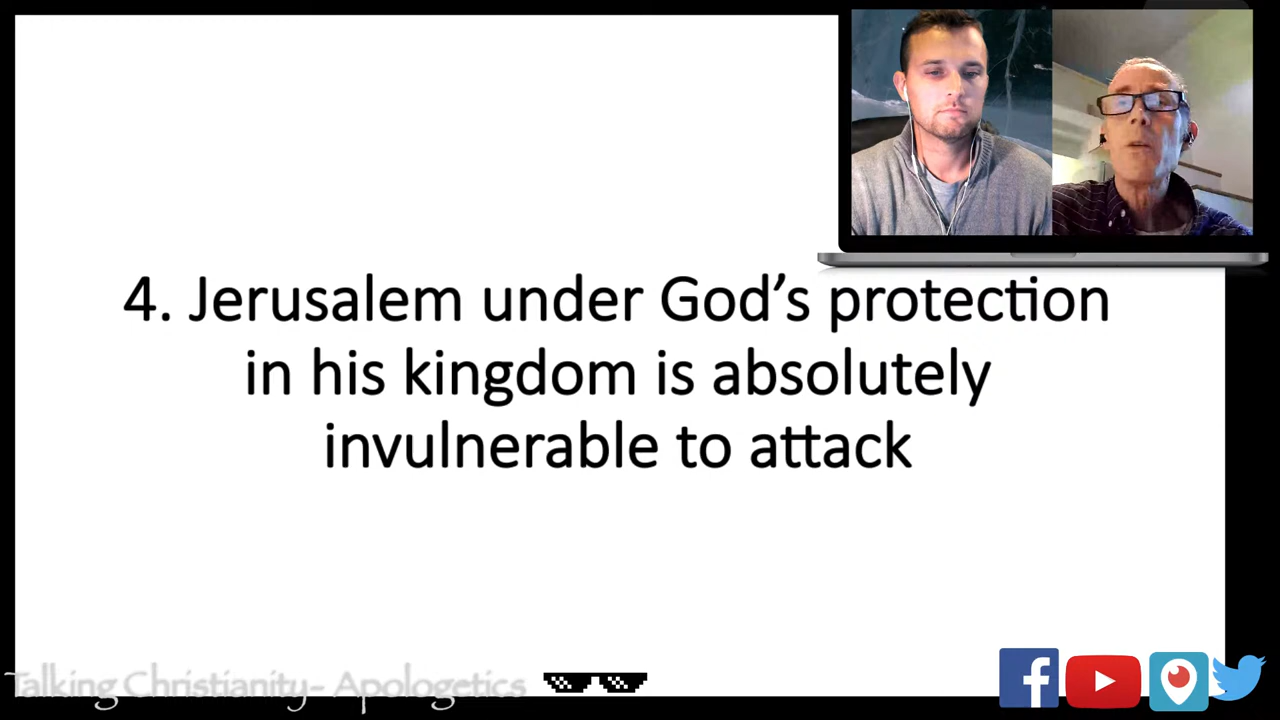 4. Jerusalem under God’s protection
in his kingdom is absolutely
invulnerable to attack
Talking Christianity- Apologetics